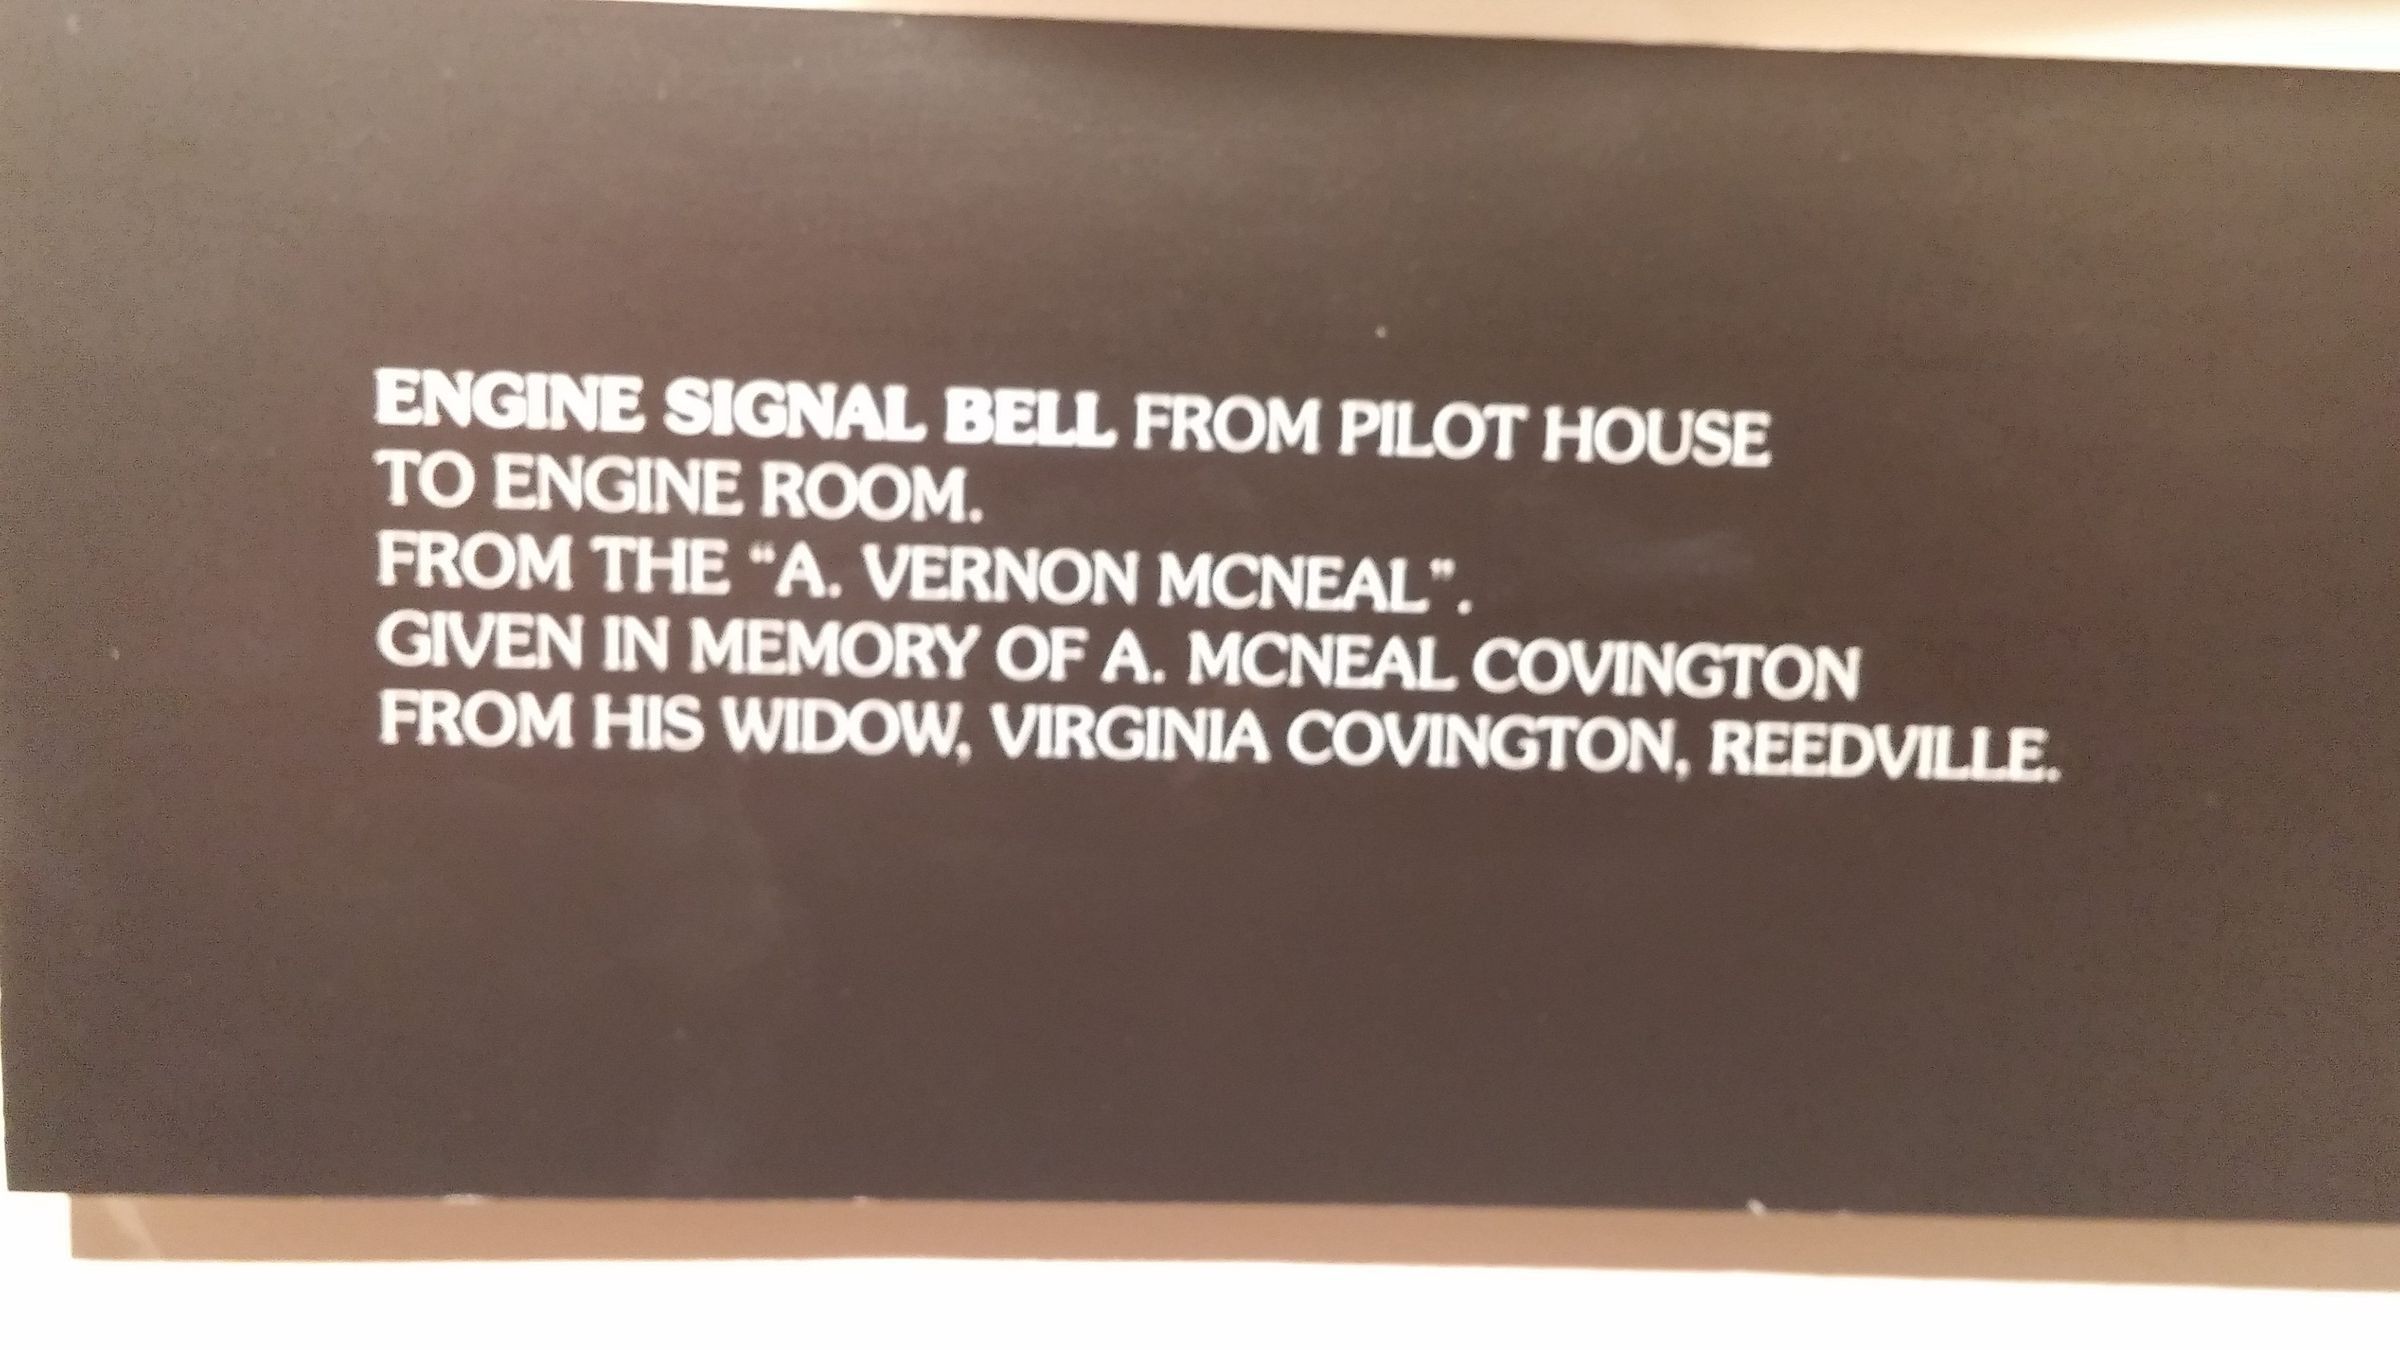 ENGINE SIGNAL BELL FROM PILOT HOUSE
TO ENGINE ROOM.
FROM THE “A. VERNON MCNEAL”.
GIVEN IN MEMORY OF A. MCNEAL COVINGTON
FROM HIS WIDOW, VIRGINIA COVINGTON, REEDVILLE.